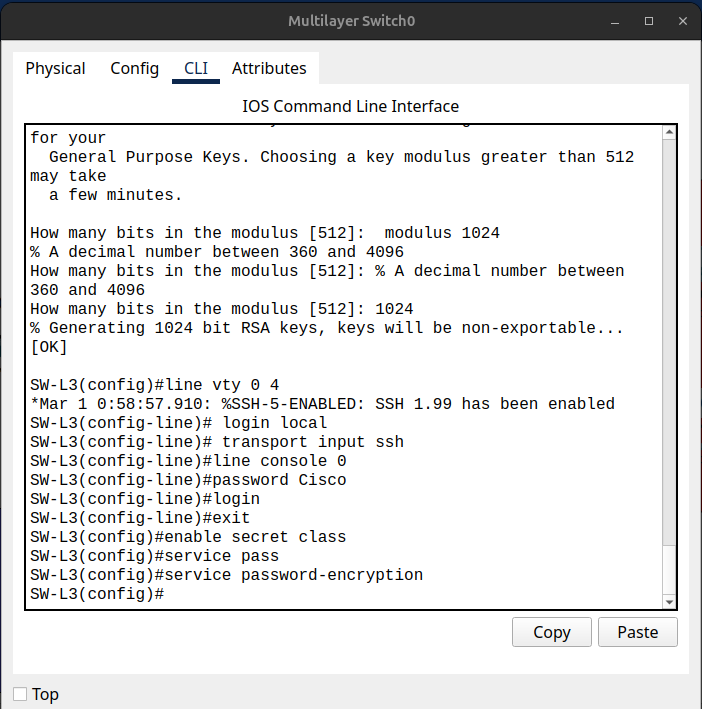 Multilayer Switch0
Physical Config CLI Attributes
IOS Command Line Interface
for your
  General Purpose Keys. Choosing a key modulus greater than 512
may take
  a few minutes.

How many bits in the modulus [512]:  modulus 1024
% A decimal number between 360 and 4096
How many bits in the modulus [512]: % A decimal number between
360 and 4096
How many bits in the modulus [512]: 1024
% Generating 1024 bit RSA keys, keys will be non-exportable...
[OK]

SW-L3(config)#line vty 0 4
*Mar 1 0:58:57.910: %SSH-5-ENABLED: SSH 1.99 has been enabled
SW-L3(config-line)# login local
SW-L3(config-line)# transport input ssh
SW-L3(config-line)#line console 0
SW-L3(config-line)#password Cisco
SW-L3(config-line)#login
SW-L3(config-line)#exit
SW-L3(config)#enable secret class
SW-L3(config)#service pass
SW-L3(config)#service password-encryption
SW-L3(config)#
Copy Paste
Top